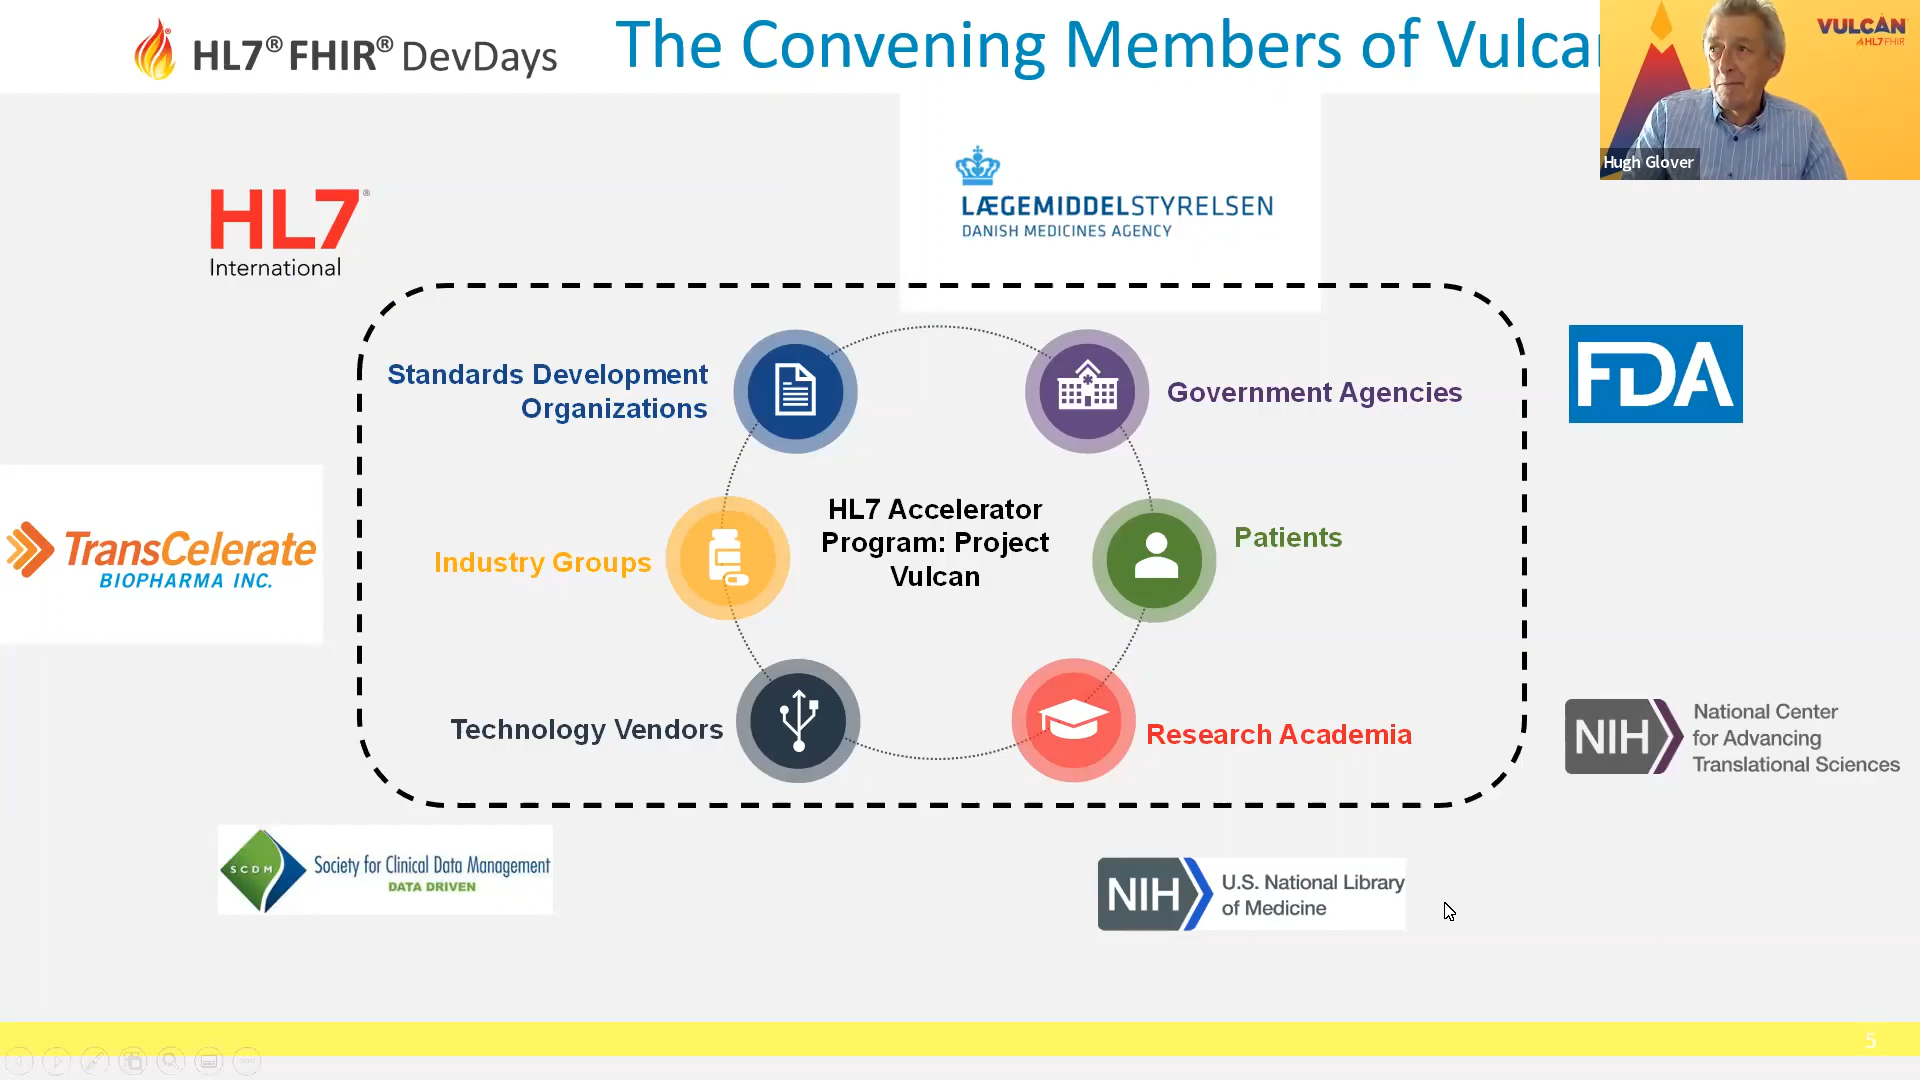 HL7® FHIR® DevDays
The Convening Members of Vulca
VULCAN
HL7 FHIR
Hugh Glover
HL7®
International
LÆGEMIDDELSTYRELSEN
DANISH MEDICINES AGENCY
FDA
Standards Development
Organizations
Government Agencies
HL7 Accelerator
Program: Project
Vulcan
Patients
Industry Groups
TransCelerate
BIOPHARMA INC.
Technology Vendors
Research Academia
NIH
National Center
for Advancing
Translational Sciences
SCDM
Society for Clinical Data Management
DATA DRIVEN
NIH
U.S. National Library
of Medicine
5